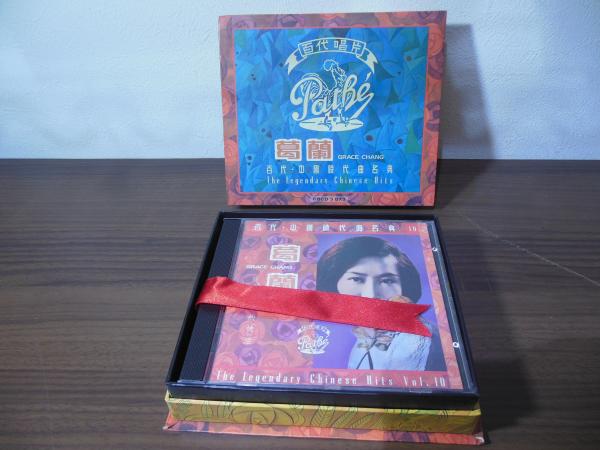 百代唱片
Pathé
葛蘭 GRACE CHANG
百代·中國時代曲名典
The Legendary Chinese Hits
百代·中國時代曲名典 10
葛
GRACE CHANG
蘭
Pathé
The Legendary Chinese Hits Vol.10